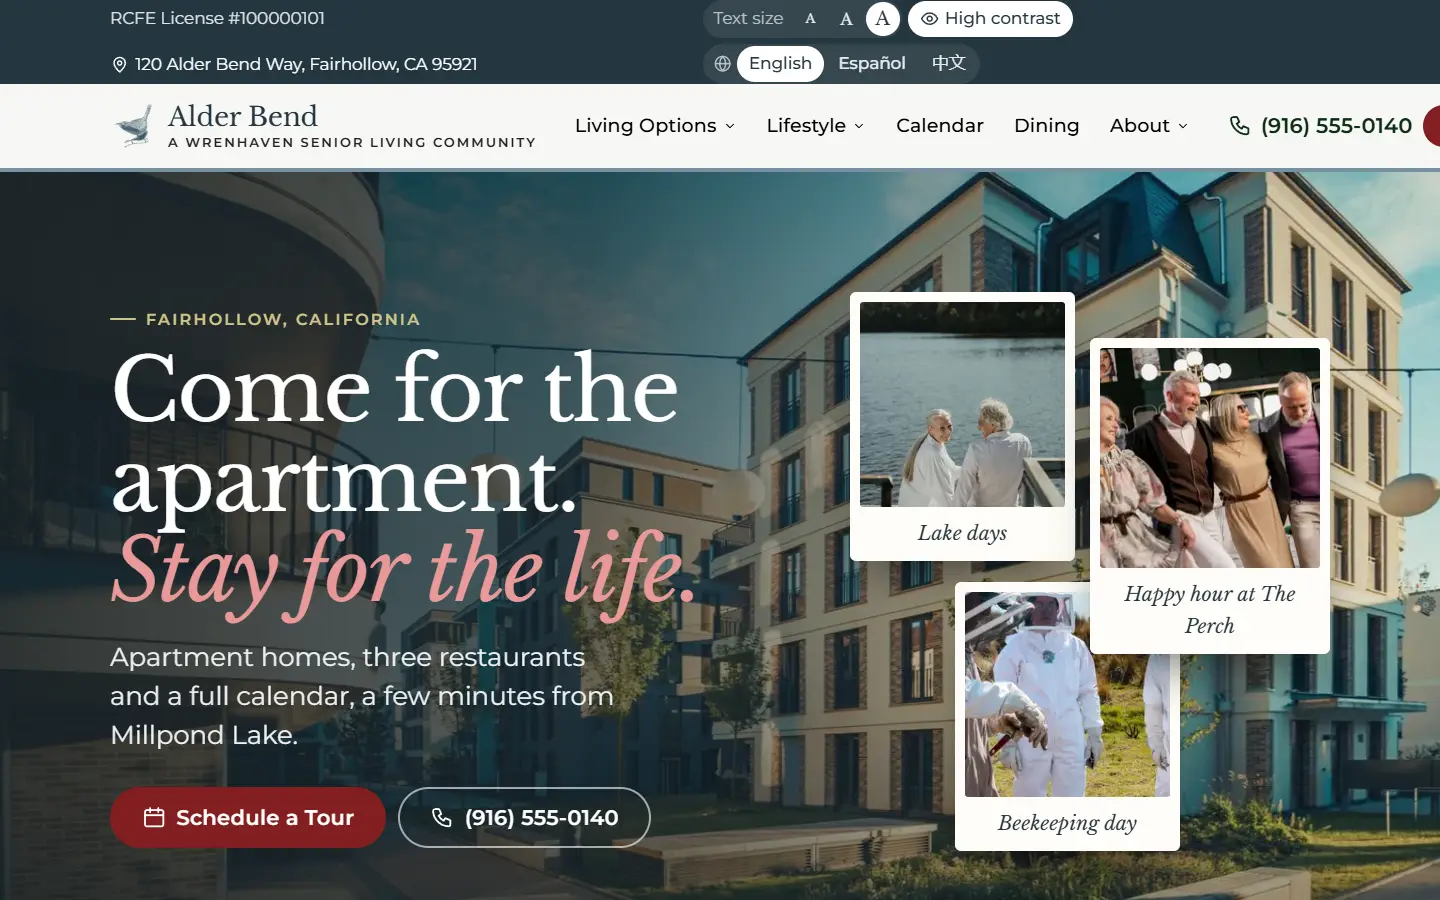 RCFE License #100000101
Text size A A A
High contrast
120 Alder Bend Way, Fairhollow, CA 95921
English Español 中文
Alder Bend
A WRENHAVEN SENIOR LIVING COMMUNITY
Living Options Lifestyle Calendar Dining About (916) 555-0140
FAIRHOLLOW, CALIFORNIA
Come for the
apartment.
Stay for the life.
Apartment homes, three restaurants
and a full calendar, a few minutes from
Millpond Lake.
Schedule a Tour
(916) 555-0140
Lake days
Happy hour at The
Perch
Beekeeping day